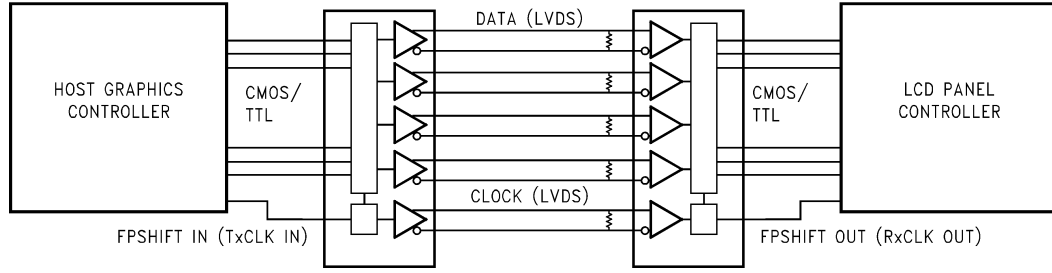 DATA (LVDS)
HOST GRAPHICS
CONTROLLER
CMOS/
TTL
CMOS/
TTL
LCD PANEL
CONTROLLER
CLOCK (LVDS)
FPSHIFT IN (TxCLK IN)
FPSHIFT OUT (RxCLK OUT)